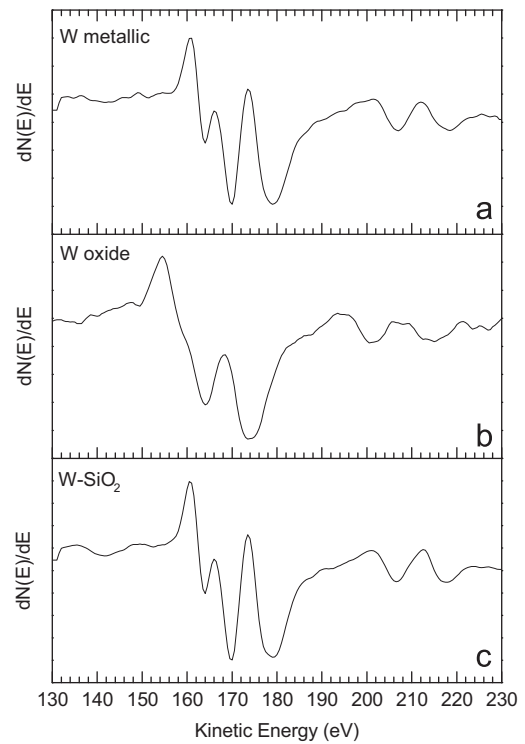 W metallic
dN(E)/dE
a
W oxide
dN(E)/dE
b
W-SiO₂
dN(E)/dE
c
130 140 150 160 170 180 190 200 210 220 230
Kinetic Energy (eV)